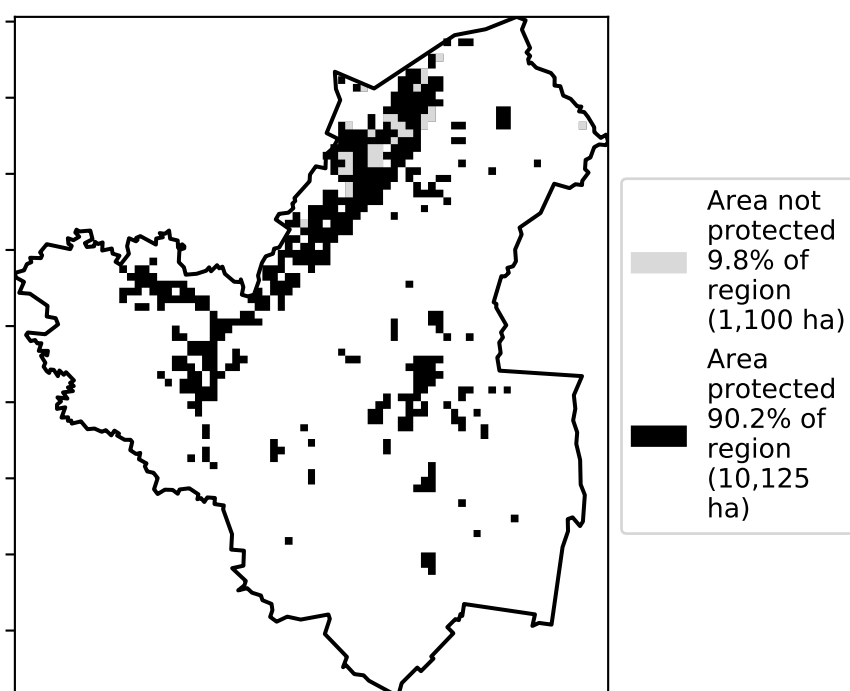 Area not
protected
9.8% of
region
(1,100 ha)
Area
protected
90.2% of
region
(10,125
ha)